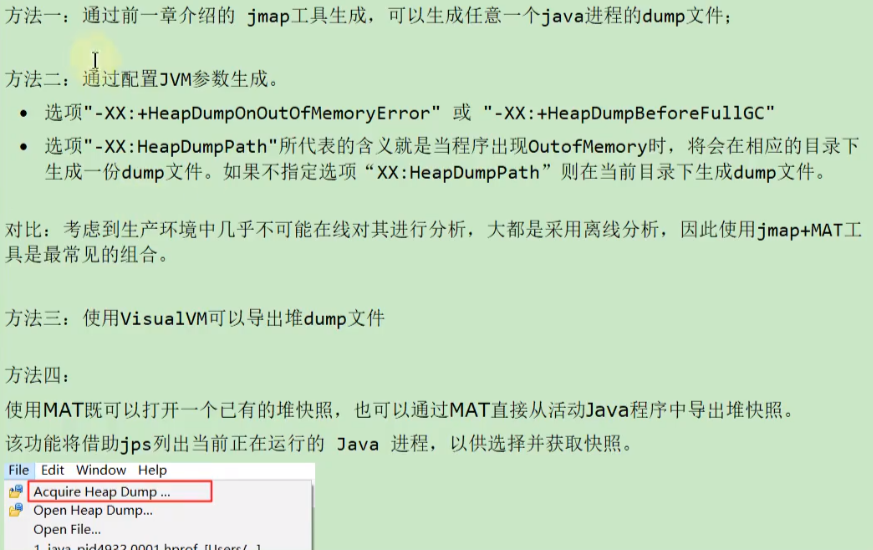 方法一：通过前一章介绍的 jmap工具生成，可以生成任意一个java进程的dump文件；
方法二：通过配置JVM参数生成。
• 选项"-XX:+HeapDumpOnOutOfMemoryError" 或 "-XX:+HeapDumpBeforeFullGC"
• 选项"-XX:HeapDumpPath"所代表的含义就是当程序出现OutofMemory时，将会在相应的目录下
生成一份dump文件。如果不指定选项“XX:HeapDumpPath”则在当前目录下生成dump文件。
对比：考虑到生产环境中几乎不可能在线对其进行分析，大都是采用离线分析，因此使用jmap+MAT工
具是最常见的组合。
方法三：使用VisualVM可以导出堆dump文件
方法四：
使用MAT既可以打开一个已有的堆快照，也可以通过MAT直接从活动Java程序中导出堆快照。
该功能将借助jps列出当前正在运行的 Java 进程，以供选择并获取快照。
File Edit Window Help
Acquire Heap Dump ...
Open Heap Dump...
Open File...
1 java_pid4932.0001.hprof [Users/...]